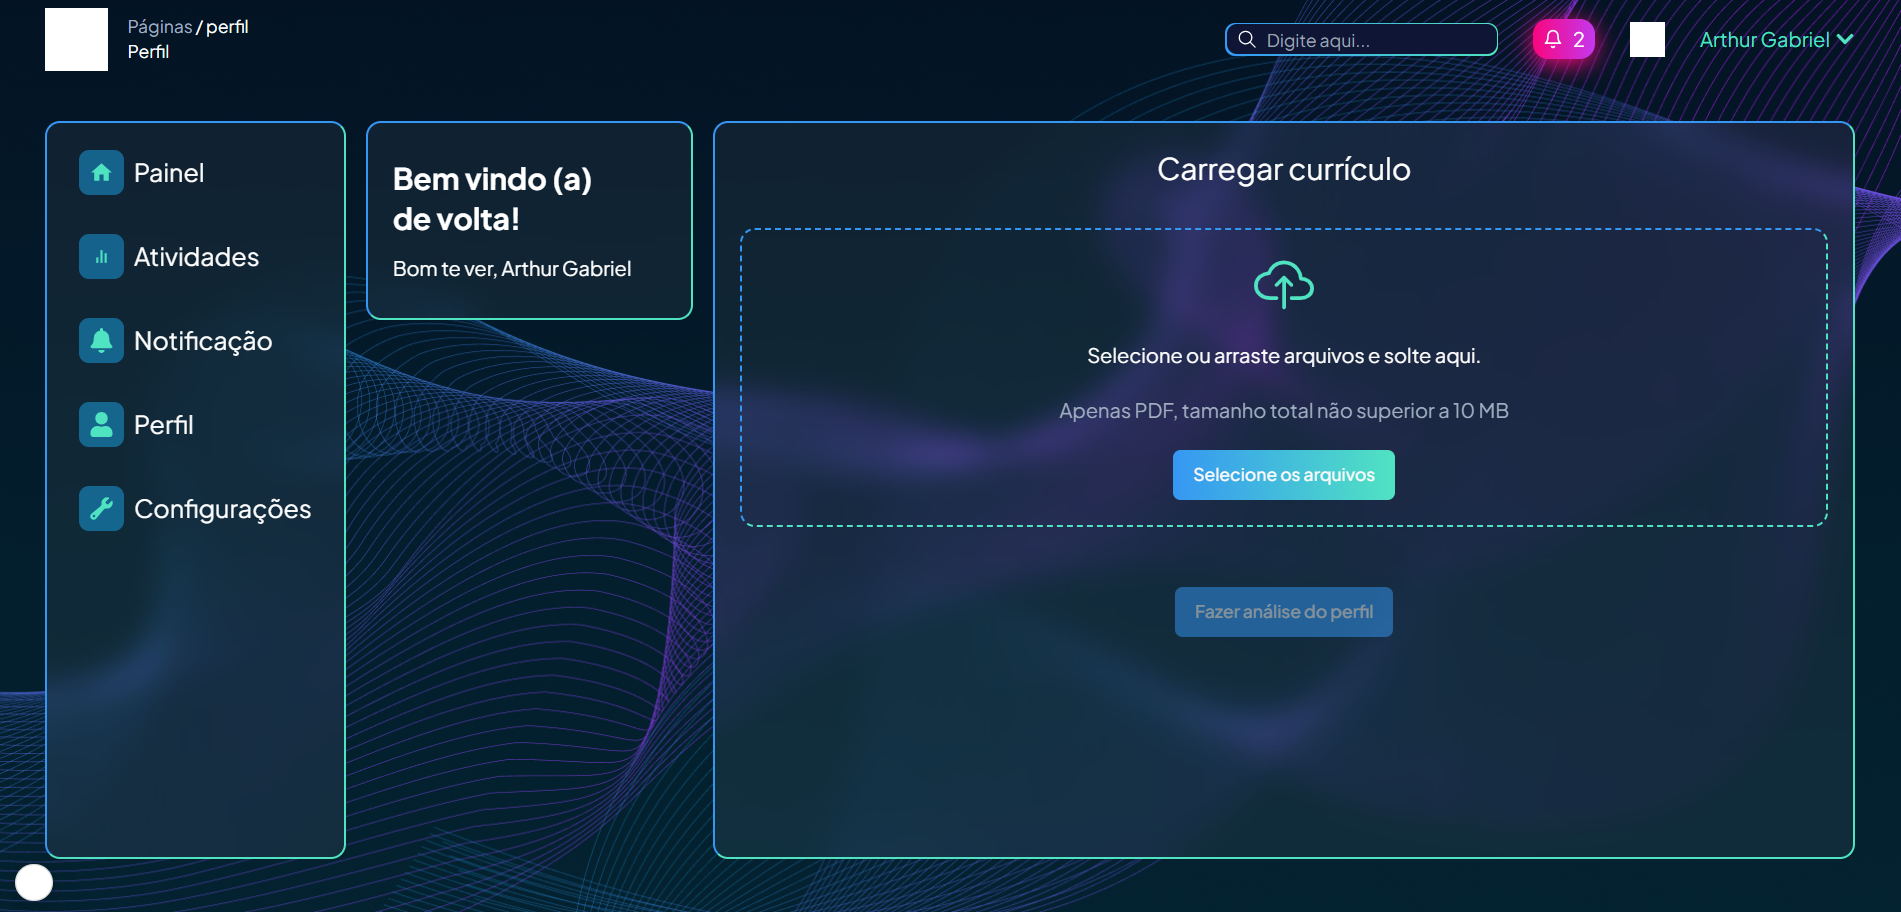 Páginas / perfil
Perfil
Digite aqui...
2
Arthur Gabriel
Painel
Atividades
Notificação
Perfil
Configurações
Bem vindo (a)
de volta!
Bom te ver, Arthur Gabriel
Carregar currículo
Selecione ou arraste arquivos e solte aqui.
Apenas PDF, tamanho total não superior a 10 MB
Selecione os arquivos
Fazer análise do perfil